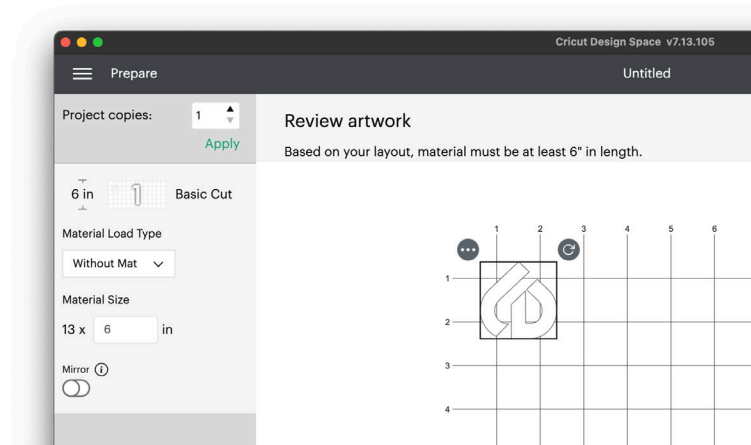 Cricut Design Space v7.13.105
Prepare
Untitled
Project copies:
1
Apply
6 in
1
Basic Cut
Material Load Type
Without Mat
Material Size
13 x 6 in
Mirror
Review artwork
Based on your layout, material must be at least 6" in length.
1 2 3 4 5 6
1
2
3
4